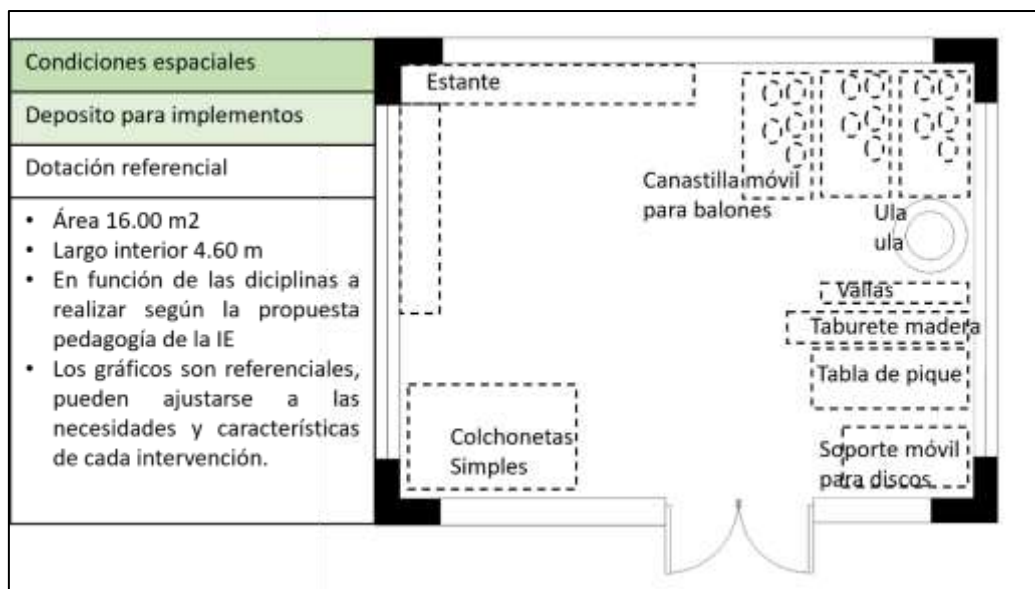 Condiciones espaciales
Deposito para implementos
Dotación referencial
• Área 16.00 m2
• Largo interior 4.60 m
• En función de las diciplinas a
realizar según la propuesta
pedagogía de la IE
• Los gráficos son referenciales,
pueden ajustarse a las
necesidades y características
de cada intervención.
Estante
Canastilla móvil
para balones
Ula
ula
Vallas
Taburete madera
Tabla de pique
Colchonetas
Simples
Soporte móvil
para discos